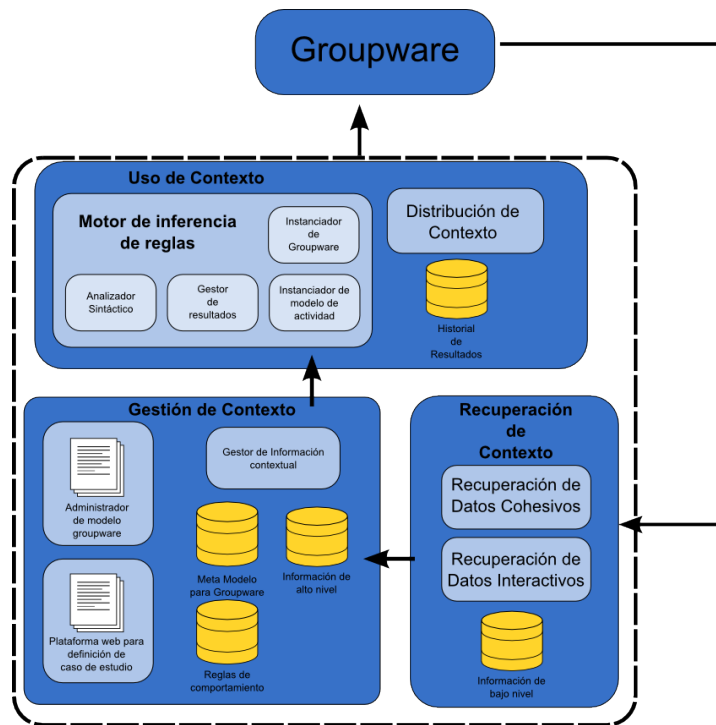 Groupware
Uso de Contexto
Motor de inferencia
de reglas
Instanciador
de
Groupware
Analizador
Sintáctico
Gestor
de
resultados
Instanciador de
modelo de
actividad
Distribución de
Contexto
Historial
de
Resultados
Gestión de Contexto
Administrador
de modelo
groupware
Gestor de Información
contextual
Meta Modelo
para Groupware
Información de
alto nivel
Plataforma web para
definición de
caso de estudio
Reglas de
comportamiento
Recuperación
de
Contexto
Recuperación de
Datos Cohesivos
Recuperación de
Datos Interactivos
Información de
bajo nivel